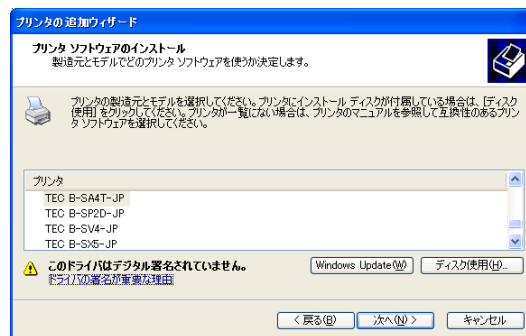 プリンタの追加ウィザード
プリンタ ソフトウェアのインストール
製造元とモデルでどのプリンタ ソフトウェアを使うか決定します。
プリンタの製造元とモデルを選択してください。プリンタにインストール ディスクが付属している場合は、[ディスク
使用] をクリックしてください。プリンタが一覧にない場合は、プリンタのマニュアルを参照して互換性のあるプリン
タ ソフトウェアを選択してください。
プリンタ
TEC B-SA4T-JP
TEC B-SP2D-JP
TEC B-SV4-JP
TEC B-SX5-JP
このドライバはデジタル署名されていません。
Windows Update(W)
ディスク使用(H)...
ドライバの署名が重要な理由
< 戻る(B)
次へ(N) >
キャンセル